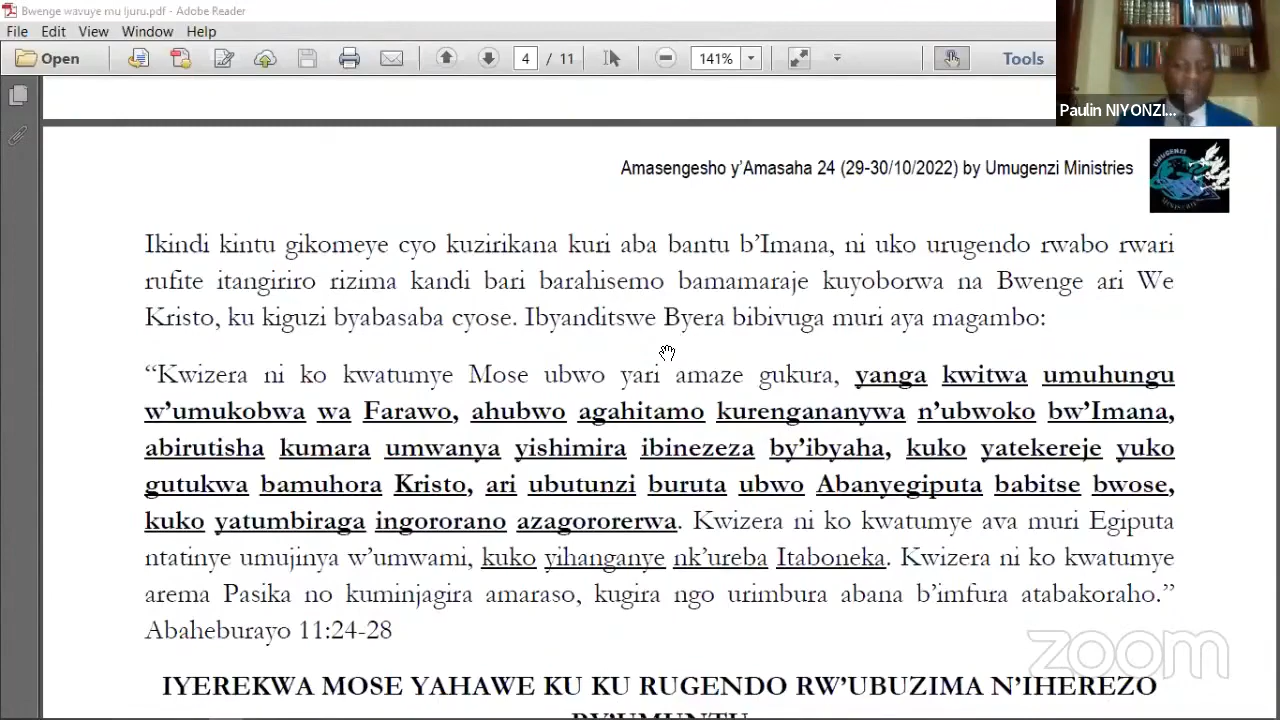 Bwenge wavuye mu Ijuru.pdf - Adobe Reader
File Edit View Window Help
Open 4 / 11 141% Tools
Paulin NIYONZI...
Amasengesho y’Amasaha 24 (29-30/10/2022) by Umugenzi Ministries
UMUGENZI
Ikindi kintu gikomeye cyo kuzirikana kuri aba bantu b’Imana, ni uko urugendo rwabo rwari
rufite itangiriro rizima kandi bari barahisemo bamamaraje kuyoborwa na Bwenge ari We
Kristo, ku kiguzi byabasaba cyose. Ibyanditswe Byera bibivuga muri aya magambo:
“Kwizera ni ko kwatumye Mose ubwo yari amaze gukura, yanga kwitwa umuhungu
w’umukobwa wa Farawo, ahubwo agahitamo kurengananywa n’ubwoko bw’Imana,
abirutisha kumara umwanya yishimira ibinezeza by’ibyaha, kuko yatekereje yuko
gutukwa bamuhora Kristo, ari ubutunzi buruta ubwo Abanyegiputa babitse bwose,
kuko yatumbiraga ingororano azagororerwa. Kwizera ni ko kwatumye ava muri Egiputa
ntatinye umujinya w’umwami, kuko yihanganye nk’ureba Itaboneka. Kwizera ni ko kwatumye
arema Pasika no kuminjagira amaraso, kugira ngo urimbura abana b’imfura atabakoraho.”
Abaheburayo 11:24-28
zoom
IYEREKWA MOSE YAHAWE KU KU RUGENDO RW’UBUZIMA N’IHEREZO
BY’UMUNTU